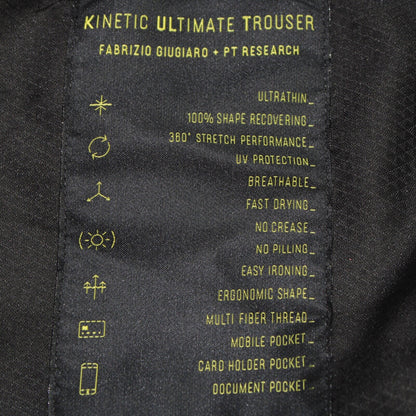 KINETIC ULTIMATE TROUSER
FABRIZIO GIUGIARO + PT RESEARCH
ULTRATHIN_
100% SHAPE RECOVERING_
360° STRETCH PERFORMANCE_
UV PROTECTION_
BREATHABLE_
FAST DRYING_
NO CREASE_
NO PILLING_
EASY IRONING_
ERGONOMIC SHAPE_
MULTI FIBER THREAD_
MOBILE POCKET_
CARD HOLDER POCKET_
DOCUMENT POCKET_